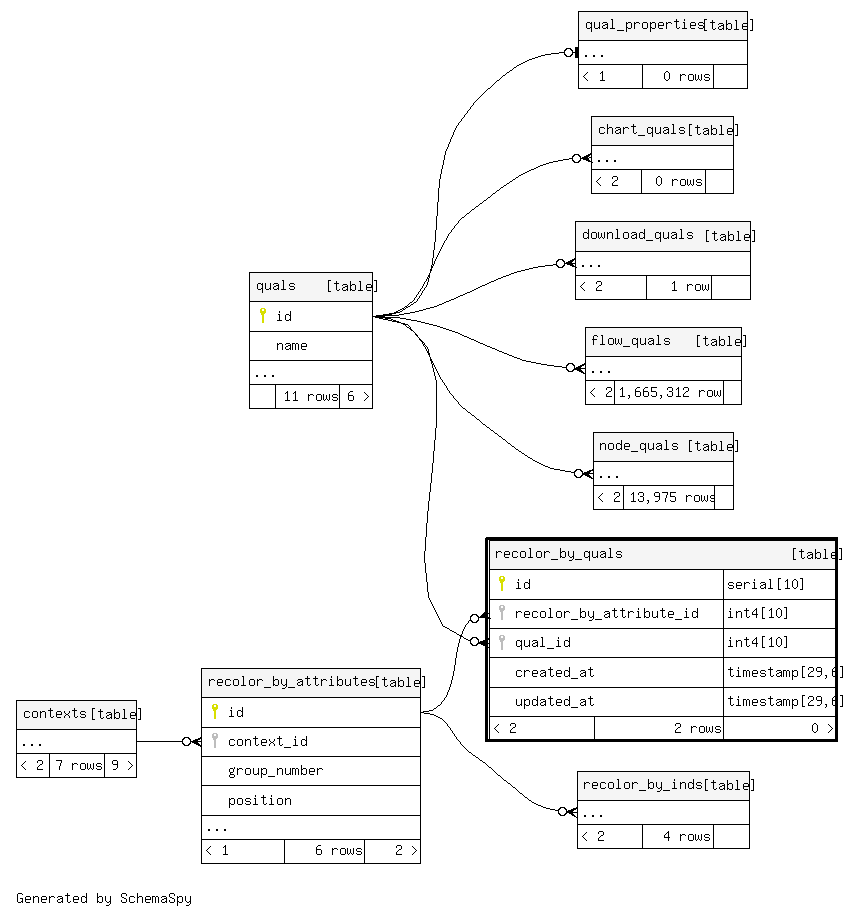 qual_properties [table]
...
< 1 0 rows
chart_quals [table]
...
< 2 0 rows
download_quals [table]
...
< 2 1 row
quals [table]
id
name
...
11 rows 6 >
flow_quals [table]
...
< 2 1,665,312 row
node_quals [table]
...
< 2 13,975 rows
recolor_by_quals [table]
id serial[10]
recolor_by_attribute_id int4[10]
qual_id int4[10]
created_at timestamp[29,6]
updated_at timestamp[29,6]
< 2 2 rows 0 >
recolor_by_attributes [table]
id
context_id
group_number
position
...
< 1 6 rows 2 >
contexts [table]
...
< 2 7 rows 9 >
recolor_by_inds [table]
...
< 2 4 rows
Generated by SchemaSpy